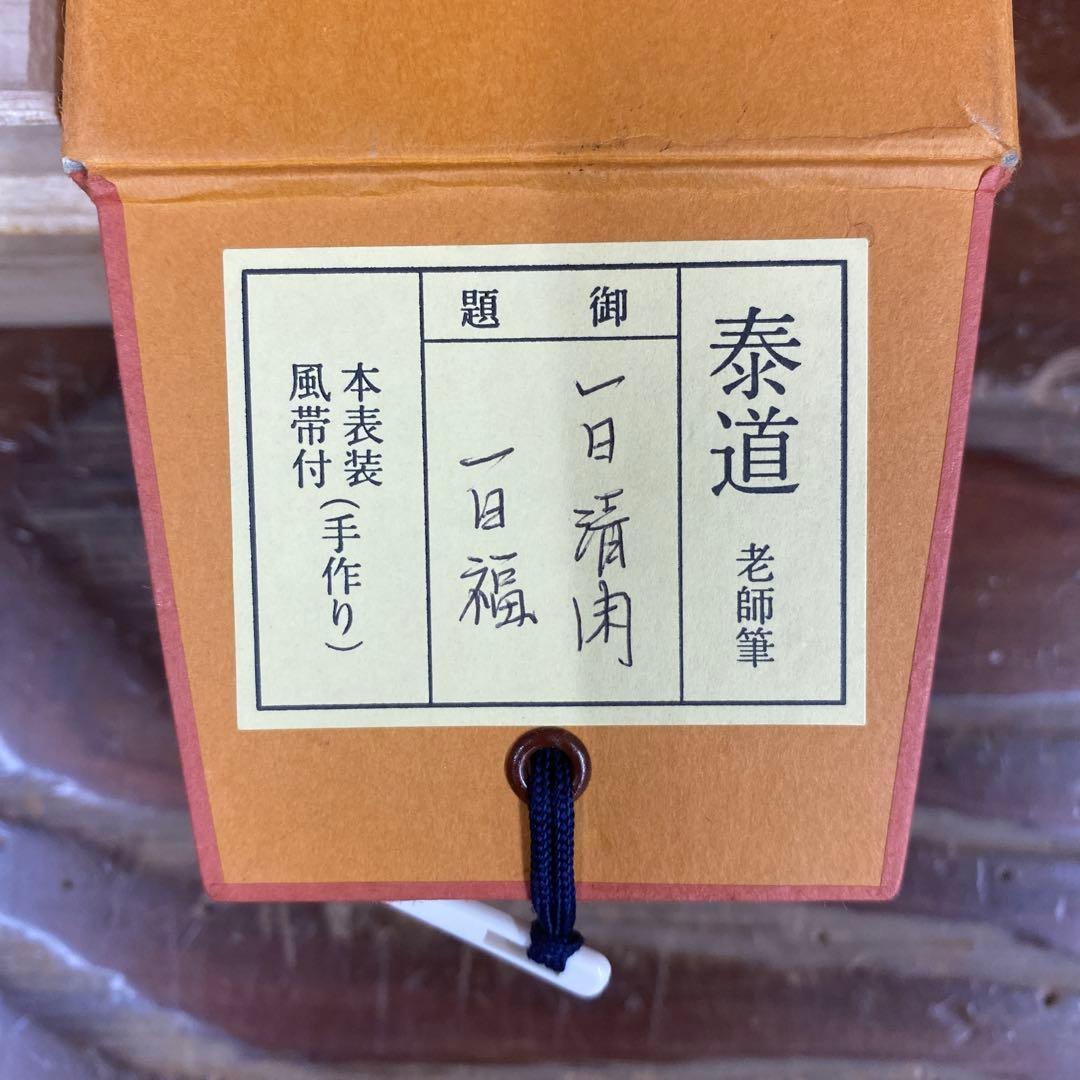 泰道 老師筆
御題
一日清閑
一日福
本表装
風帯付
(手作り)